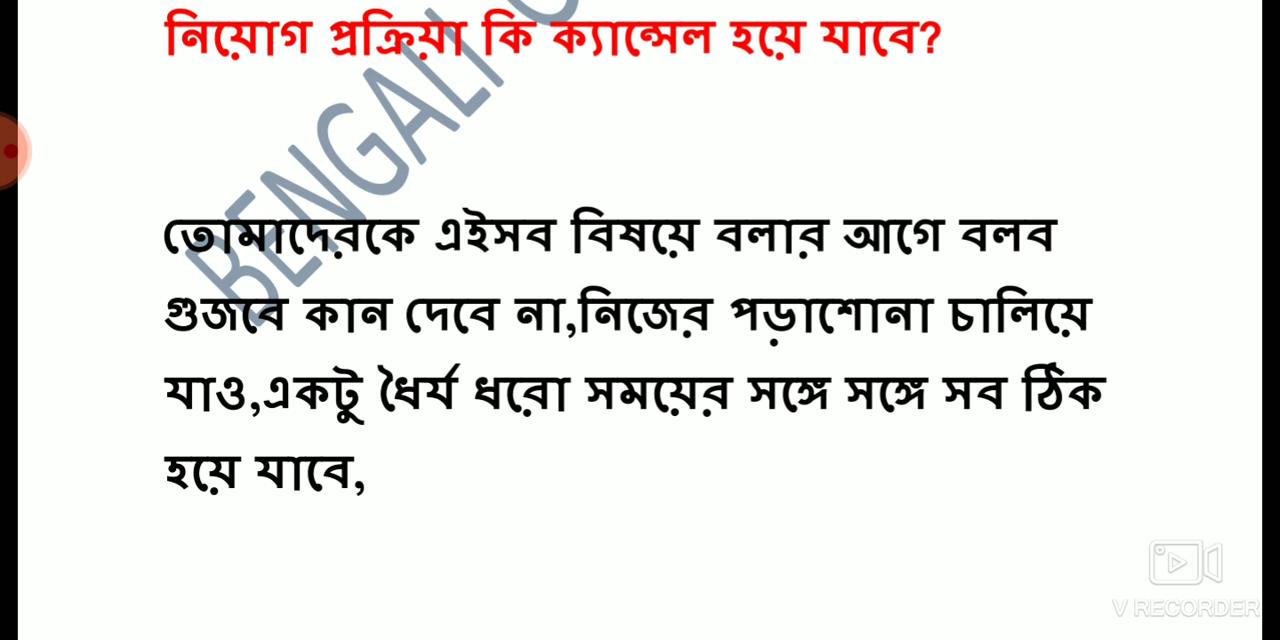 নিয়োগ প্রক্রিয়া কি ক্যান্সেল হয়ে যাবে?
BENGALI
তোমাদেরকে এইসব বিষয়ে বলার আগে বলব
গুজবে কান দেবে না,নিজের পড়াশোনা চালিয়ে
যাও,একটু ধৈর্য ধরো সময়ের সঙ্গে সঙ্গে সব ঠিক
হয়ে যাবে,
V RECORDER